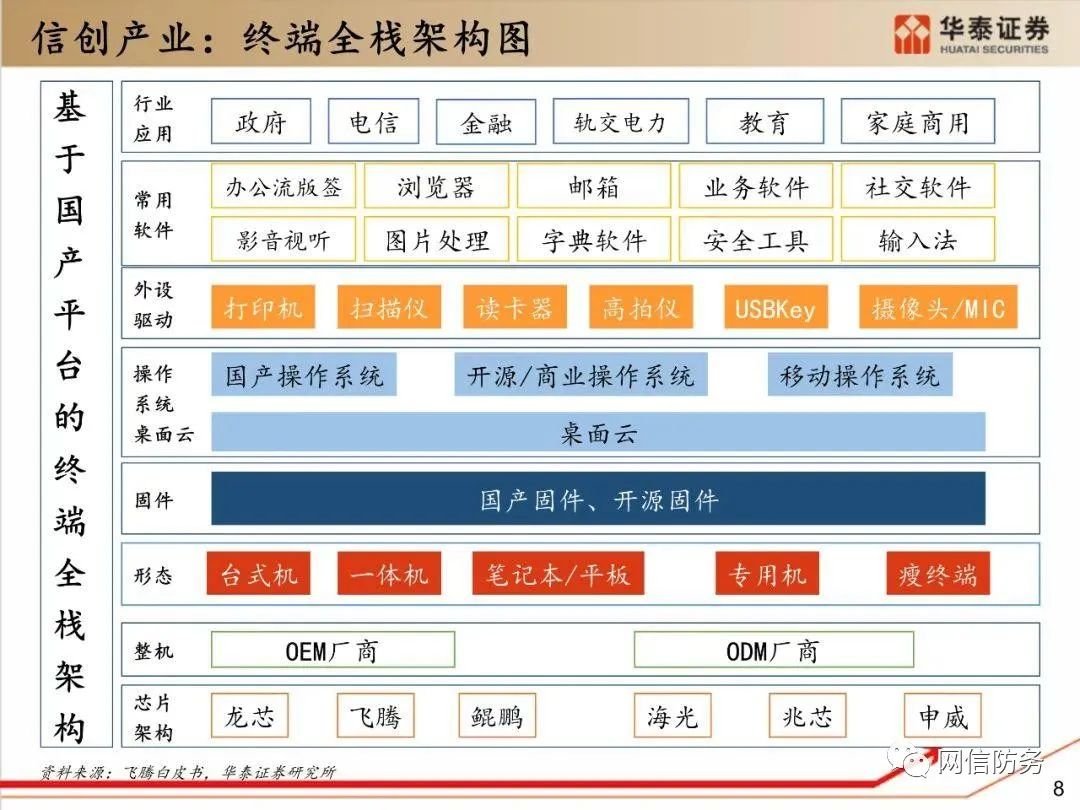 信创产业：终端全栈架构图
华泰证券
HUATAI SECURITIES
基于国产平台的终端全栈架构
行业
应用
政府 电信 金融 轨交电力 教育 家庭商用
常用
软件
办公流版签 浏览器 邮箱 业务软件 社交软件
影音视听 图片处理 字典软件 安全工具 输入法
外设
驱动
打印机 扫描仪 读卡器 高拍仪 USBKey 摄像头/MIC
操作
系统
桌面云
国产操作系统 开源/商业操作系统 移动操作系统
桌面云
固件
国产固件、开源固件
形态
台式机 一体机 笔记本/平板 专用机 瘦终端
整机
OEM厂商 ODM厂商
芯片
架构
龙芯 飞腾 鲲鹏 海光 兆芯 申威
资料来源：飞腾白皮书，华泰证券研究所
网信防务
8